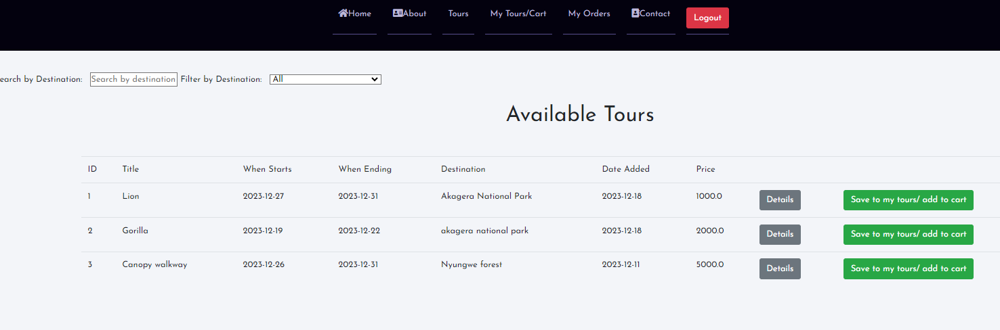 Home About Tours My Tours/Cart My Orders Contact Logout
earch by Destination: Search by destination Filter by Destination: All
Available Tours
ID Title When Starts When Ending Destination Date Added Price
1 Lion 2023-12-27 2023-12-31 Akagera National Park 2023-12-18 1000.0 Details Save to my tours/ add to cart
2 Gorilla 2023-12-19 2023-12-22 akagera national park 2023-12-18 2000.0 Details Save to my tours/ add to cart
3 Canopy walkway 2023-12-26 2023-12-31 Nyungwe forest 2023-12-11 5000.0 Details Save to my tours/ add to cart